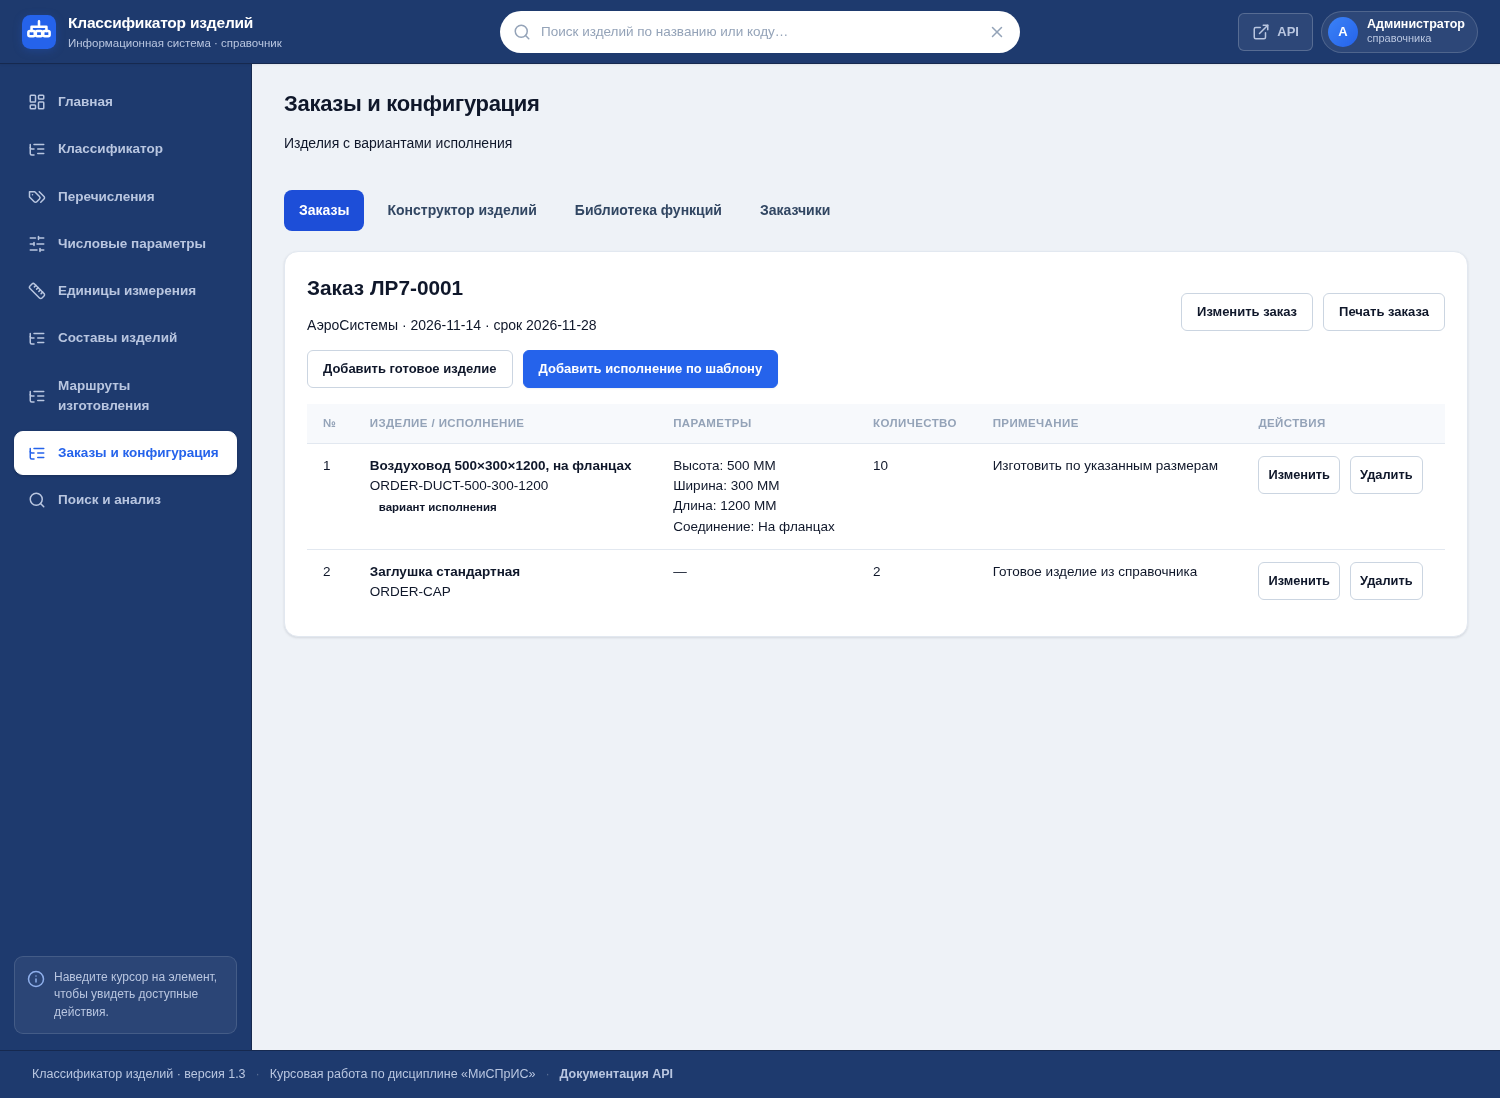 Классификатор изделий
Информационная система · справочник
Поиск изделий по названию или коду…
API
А
Администратор
справочника
Главная
Классификатор
Перечисления
Числовые параметры
Единицы измерения
Составы изделий
Маршруты
изготовления
Заказы и конфигурация
Поиск и анализ
Наведите курсор на элемент,
чтобы увидеть доступные
действия.
Заказы и конфигурация
Изделия с вариантами исполнения
Заказы Конструктор изделий Библиотека функций Заказчики
Заказ ЛР7-0001
АэроСистемы · 2026-11-14 · срок 2026-11-28
Изменить заказ Печать заказа
Добавить готовое изделие Добавить исполнение по шаблону
№ ИЗДЕЛИЕ / ИСПОЛНЕНИЕ ПАРАМЕТРЫ КОЛИЧЕСТВО ПРИМЕЧАНИЕ ДЕЙСТВИЯ
1 Воздуховод 500×300×1200, на фланцах Высота: 500 ММ 10 Изготовить по указанным размерам Изменить Удалить
ORDER-DUCT-500-300-1200 Ширина: 300 ММ
вариант исполнения Длина: 1200 ММ
Соединение: На фланцах
2 Заглушка стандартная — 2 Готовое изделие из справочника Изменить Удалить
ORDER-CAP
Классификатор изделий · версия 1.3 · Курсовая работа по дисциплине «МиСПрИС» · Документация API